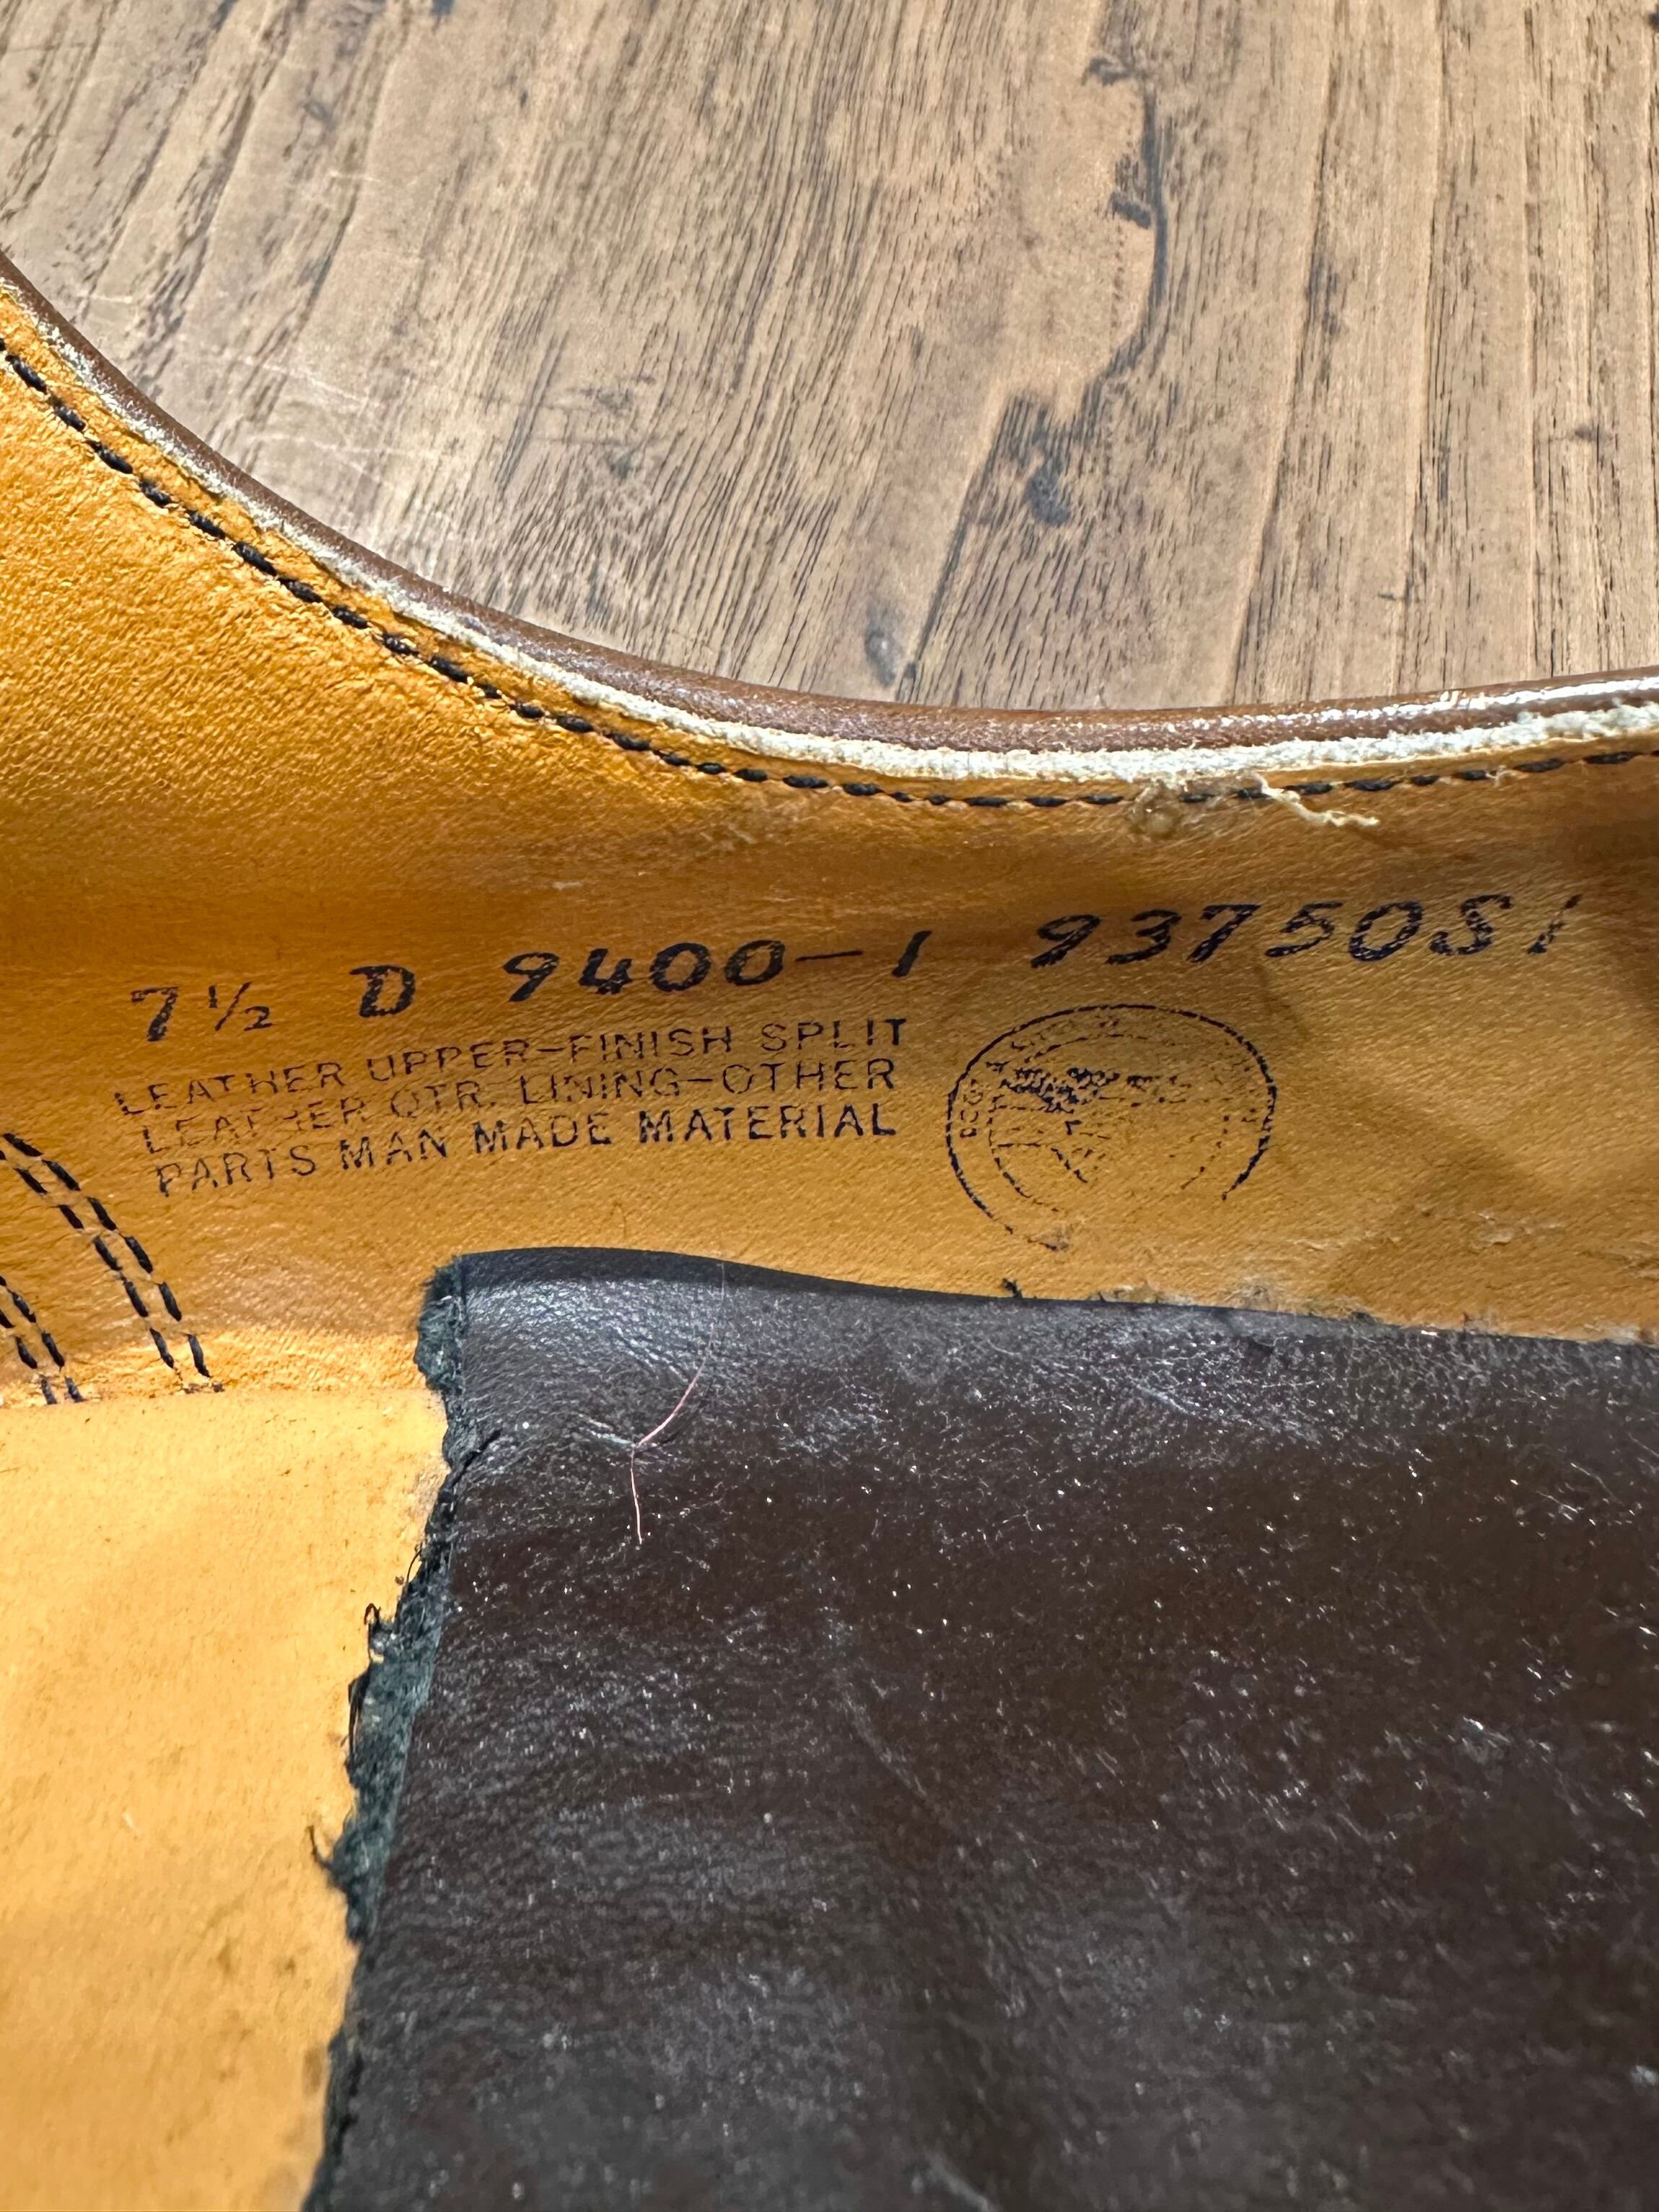 7½ D 9400-1 93750S1
LEATHER UPPER-FINISH SPLIT
LEATHER QTR. LINING-OTHER
PARTS MAN MADE MATERIAL